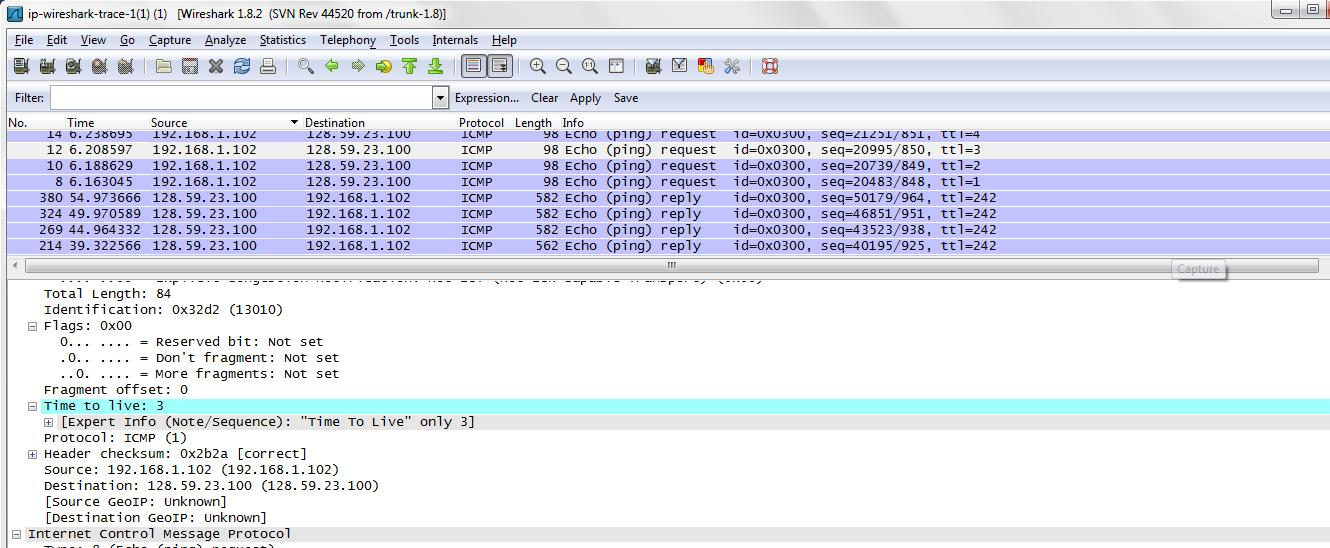 ip-wireshark-trace-1(1) (1) [Wireshark 1.8.2 (SVN Rev 44520 from /trunk-1.8)]
File Edit View Go Capture Analyze Statistics Telephony Tools Internals Help
Filter: Expression... Clear Apply Save
No. Time Source Destination Protocol Length Info
14 6.238695 192.168.1.102 128.59.23.100 ICMP 98 Echo (ping) request id=0x0300, seq=21251/851, ttl=4
12 6.208597 192.168.1.102 128.59.23.100 ICMP 98 Echo (ping) request id=0x0300, seq=20995/850, ttl=3
10 6.188629 192.168.1.102 128.59.23.100 ICMP 98 Echo (ping) request id=0x0300, seq=20739/849, ttl=2
8 6.163045 192.168.1.102 128.59.23.100 ICMP 98 Echo (ping) request id=0x0300, seq=20483/848, ttl=1
380 54.973666 128.59.23.100 192.168.1.102 ICMP 582 Echo (ping) reply id=0x0300, seq=50179/964, ttl=242
324 49.970589 128.59.23.100 192.168.1.102 ICMP 582 Echo (ping) reply id=0x0300, seq=46851/951, ttl=242
269 44.964332 128.59.23.100 192.168.1.102 ICMP 582 Echo (ping) reply id=0x0300, seq=43523/938, ttl=242
214 39.322566 128.59.23.100 192.168.1.102 ICMP 562 Echo (ping) reply id=0x0300, seq=40195/925, ttl=242
Capture
Total Length: 84
Identification: 0x32d2 (13010)
Flags: 0x00
0... .... = Reserved bit: Not set
.0.. .... = Don't fragment: Not set
..0. .... = More fragments: Not set
Fragment offset: 0
Time to live: 3
[Expert Info (Note/Sequence): "Time To Live" only 3]
Protocol: ICMP (1)
Header checksum: 0x2b2a [correct]
Source: 192.168.1.102 (192.168.1.102)
Destination: 128.59.23.100 (128.59.23.100)
[Source GeoIP: Unknown]
[Destination GeoIP: Unknown]
Internet Control Message Protocol
Type: 8 (Echo (ping) request)